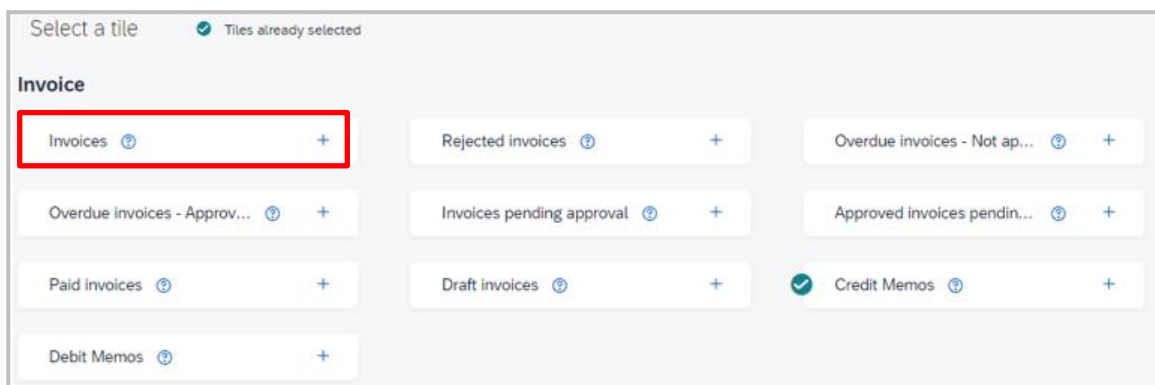 Select a tile Tiles already selected
Invoice
Invoices + Rejected invoices + Overdue invoices - Not ap... +
Overdue invoices - Approv... + Invoices pending approval + Approved invoices pendin... +
Paid invoices + Draft invoices + Credit Memos +
Debit Memos +